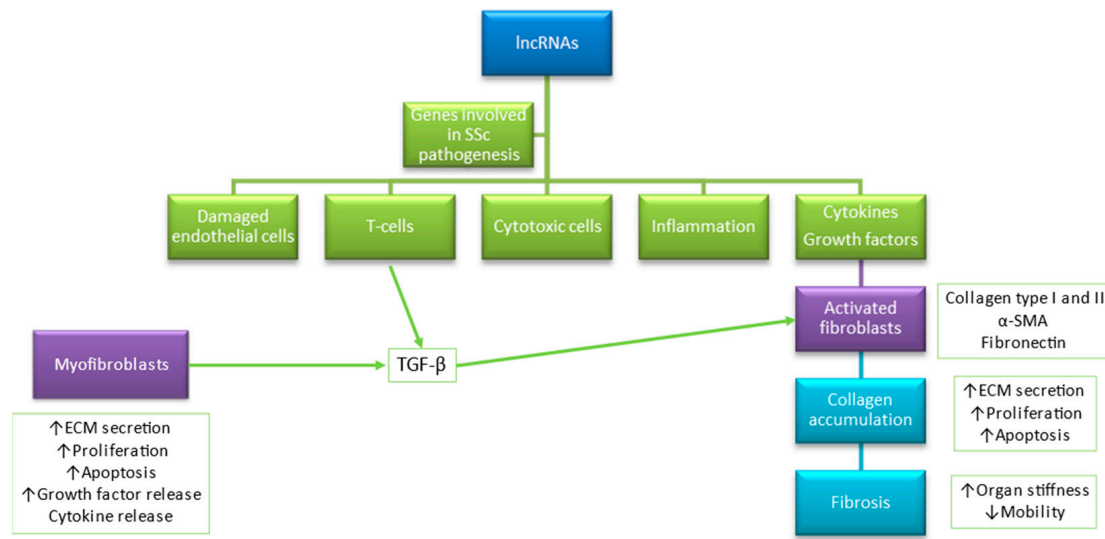 lncRNAs
Genes involved
in SSc
pathogenesis
Damaged
endothelial cells
T-cells
Cytotoxic cells
Inflammation
Cytokines
Growth factors
Activated
fibroblasts
Collagen type I and II
α-SMA
Fibronectin
Myofibroblasts
TGF-β
↑ECM secretion
↑Proliferation
↑Apoptosis
↑Growth factor release
Cytokine release
Collagen
accumulation
↑ECM secretion
↑Proliferation
↑Apoptosis
Fibrosis
↑Organ stiffness
↓Mobility